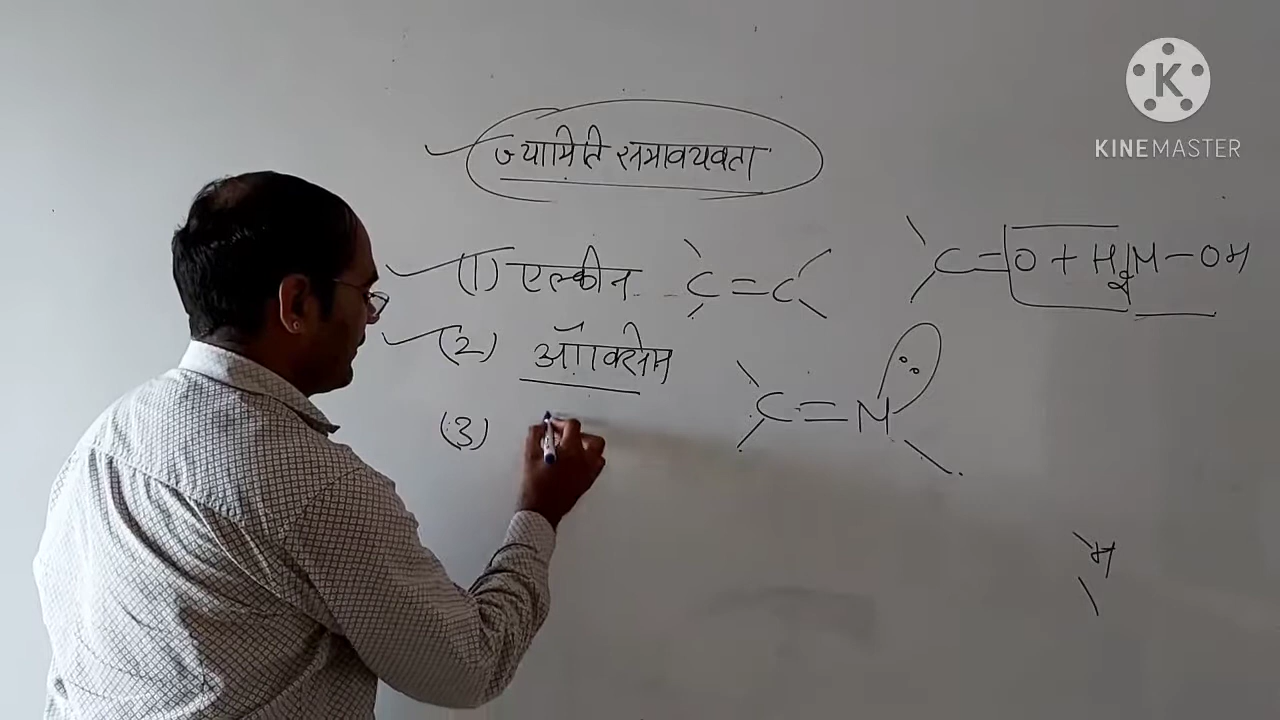 KINEMASTER
ज्यामिति समावयवता
(1) एल्कीन C=C
C=O + H₂N-OH
(2) ऑक्सिम
C=N
(3)